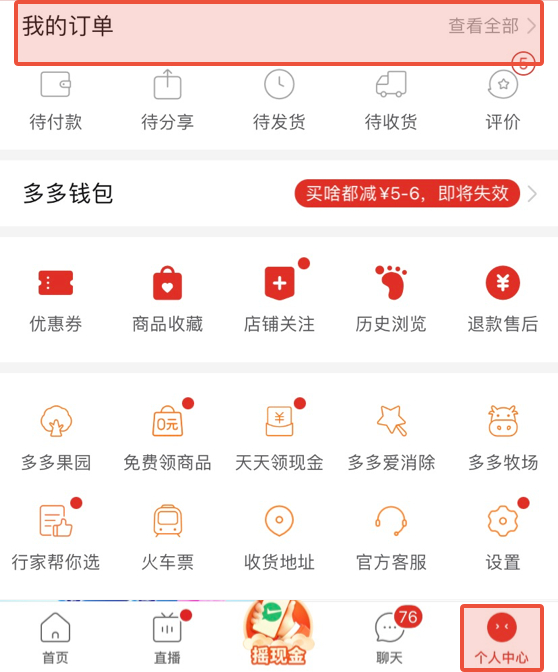 我的订单 查看全部
5
待付款 待分享 待发货 待收货 评价
多多钱包 买啥都减¥5-6，即将失效
¥
优惠券 商品收藏 店铺关注 历史浏览 退款售后
0元 ¥
多多果园 免费领商品 天天领现金 多多爱消除 多多牧场
行家帮你选 火车票 收货地址 官方客服 设置
76
摇现金
首页 直播 聊天 个人中心